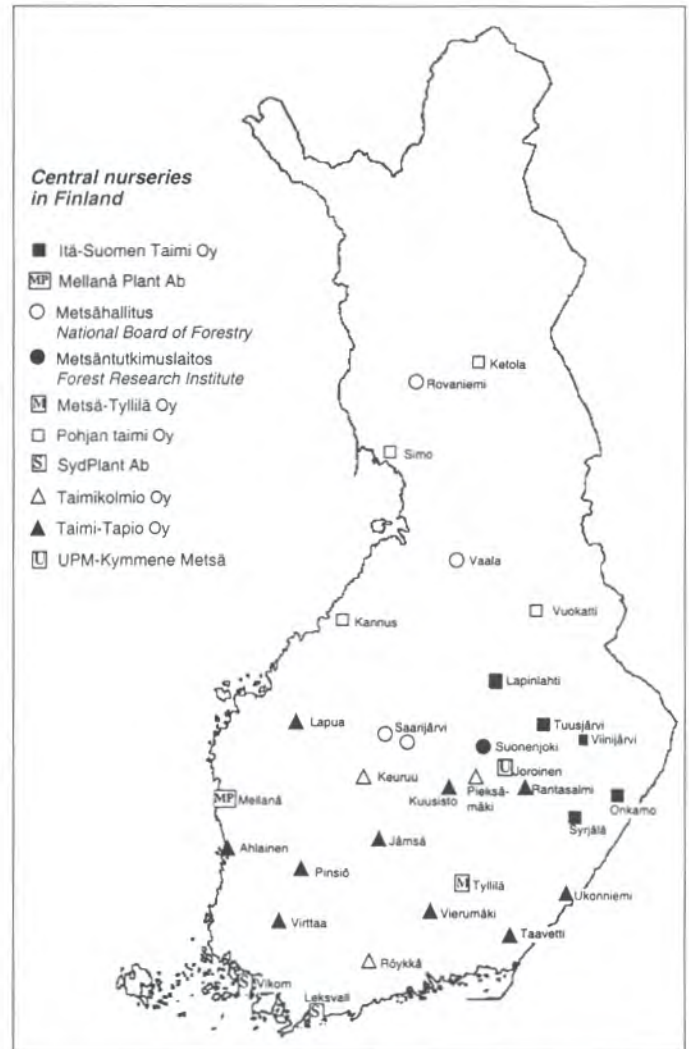 Central nurseries
in Finland
Itä-Suomen Taimi Oy
MP Mellanå Plant Ab
Metsähallitus
National Board of Forestry
Metsäntutkimuslaitos
Forest Research Institute
M Metsä-Tyllilä Oy
Pohjan taimi Oy
S SydPlant Ab
Taimikolmio Oy
Taimi-Tapio Oy
U UPM-Kymmene Metsä
Ketola
Rovaniemi
Simo
Vaala
Kannus
Vuokatti
Lapinlahti
Lapua
Saarijärvi
Tuusjärvi
Viinijärvi
Suonenjoki
Keuruu
U Joroinen
MP Mellanå
Kuusisto
Pieksä-
mäki
Rantasalmi
Onkamo
Syrjälä
Ahlainen
Jämsä
Pinsiö
M Tyllilä
Ukonniemi
Virttaa
Vierumäki
Taavetti
Röykkä
S Vikom
Leksvall
S